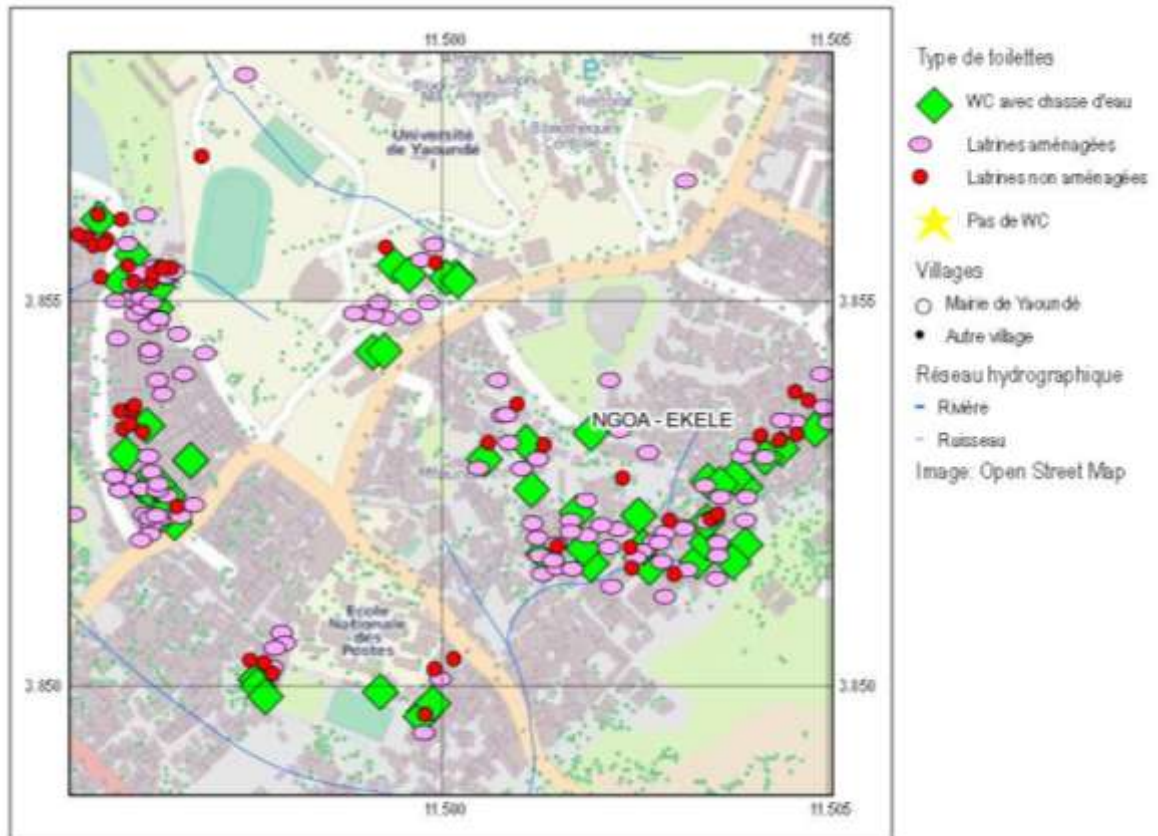 11.500 11.505
Université
de Yaoundé
I
Rectorat
Bibliothèques
3.855 3.855
NGOA - EKELE
Ecole
Nationale
des
Postes
3.850 3.850
11.500 11.505
Type de toilettes
WC avec chasse d'eau
Latrines aménagées
Latrines non aménagées
Pas de WC
Villages
Mairie de Yaoundé
Autre village
Réseau hydrographique
Rivière
Ruisseau
Image: Open Street Map